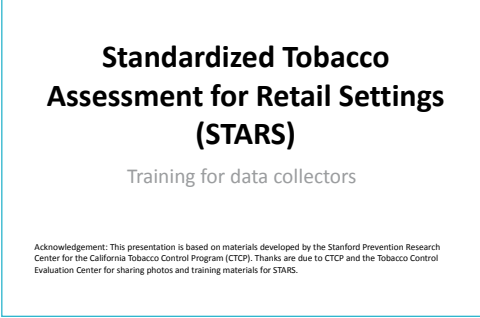 Standardized Tobacco
Assessment for Retail Settings
(STARS)
Training for data collectors
Acknowledgement: This presentation is based on materials developed by the Stanford Prevention Research
Center for the California Tobacco Control Program (CTCP). Thanks are due to CTCP and the Tobacco Control
Evaluation Center for sharing photos and training materials for STARS.